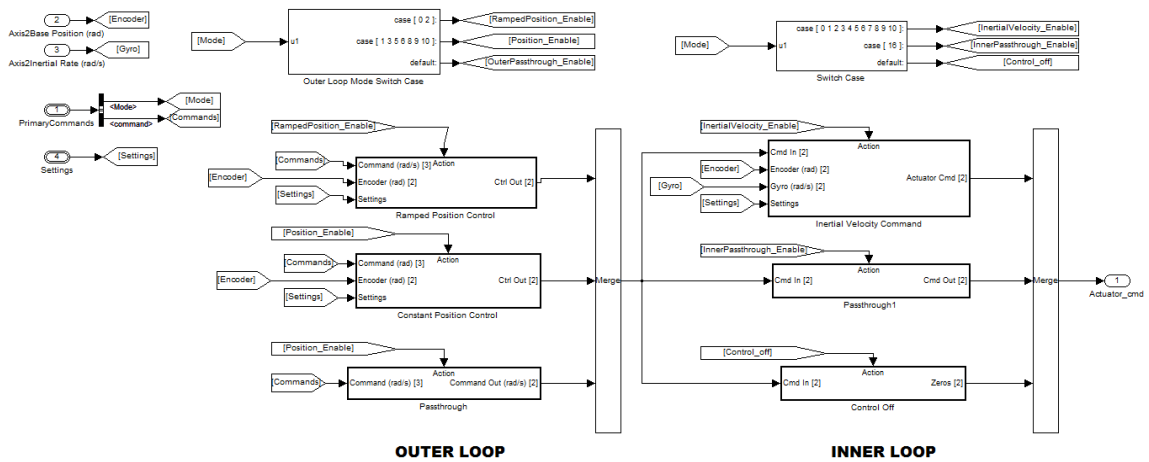 2
[Encoder]
Axis2Base Position (rad)
3
[Gyro]
Axis2Inertial Rate (rad/s)
1
<Mode>
[Mode]
PrimaryCommands
<command>
[Commands]
4
[Settings]
Settings
[Mode]
u1
case [ 0 2 ]:
case [ 1 3 5 6 8 9 10 ]:
default:
Outer Loop Mode Switch Case
[RampedPosition_Enable]
[Position_Enable]
[OuterPassthrough_Enable]
[Mode]
u1
case [ 0 1 2 3 4 5 6 7 8 9 10 ]:
case [ 16 ]:
default:
Switch Case
[InertialVelocity_Enable]
[InnerPassthrough_Enable]
[Control_off]
[RampedPosition_Enable]
Action
[Commands]
Command (rad/s) [3]
[Encoder]
Encoder (rad) [2]
Ctrl Out [2]
[Settings]
Settings
Ramped Position Control
[Position_Enable]
Action
[Commands]
Command (rad) [3]
[Encoder]
Encoder (rad) [2]
Ctrl Out [2]
[Settings]
Settings
Constant Position Control
[Position_Enable]
Action
[Commands]
Command (rad/s) [3]
Command Out (rad/s) [2]
Passthrough
Merge
[InertialVelocity_Enable]
Action
Cmd In [2]
[Encoder]
Encoder (rad) [2]
Actuator Cmd [2]
[Gyro]
Gyro (rad/s) [2]
[Settings]
Settings
Inertial Velocity Command
[InnerPassthrough_Enable]
Action
Cmd In [2]
Cmd Out [2]
Passthrough1
[Control_off]
Action
Cmd In [2]
Zeros [2]
Control Off
Merge
1
Actuator_cmd
OUTER LOOP
INNER LOOP